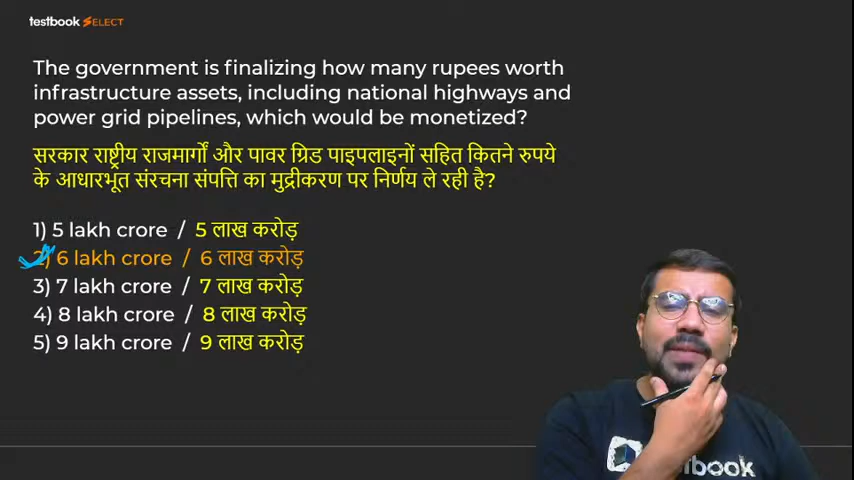 testbook SELECT
The government is finalizing how many rupees worth
infrastructure assets, including national highways and
power grid pipelines, which would be monetized?
सरकार राष्ट्रीय राजमार्गों और पावर ग्रिड पाइपलाइनों सहित कितने रुपये
के आधारभूत संरचना संपत्ति का मुद्रीकरण पर निर्णय ले रही है?
1) 5 lakh crore / 5 लाख करोड़
2) 6 lakh crore / 6 लाख करोड़
3) 7 lakh crore / 7 लाख करोड़
4) 8 lakh crore / 8 लाख करोड़
5) 9 lakh crore / 9 लाख करोड़